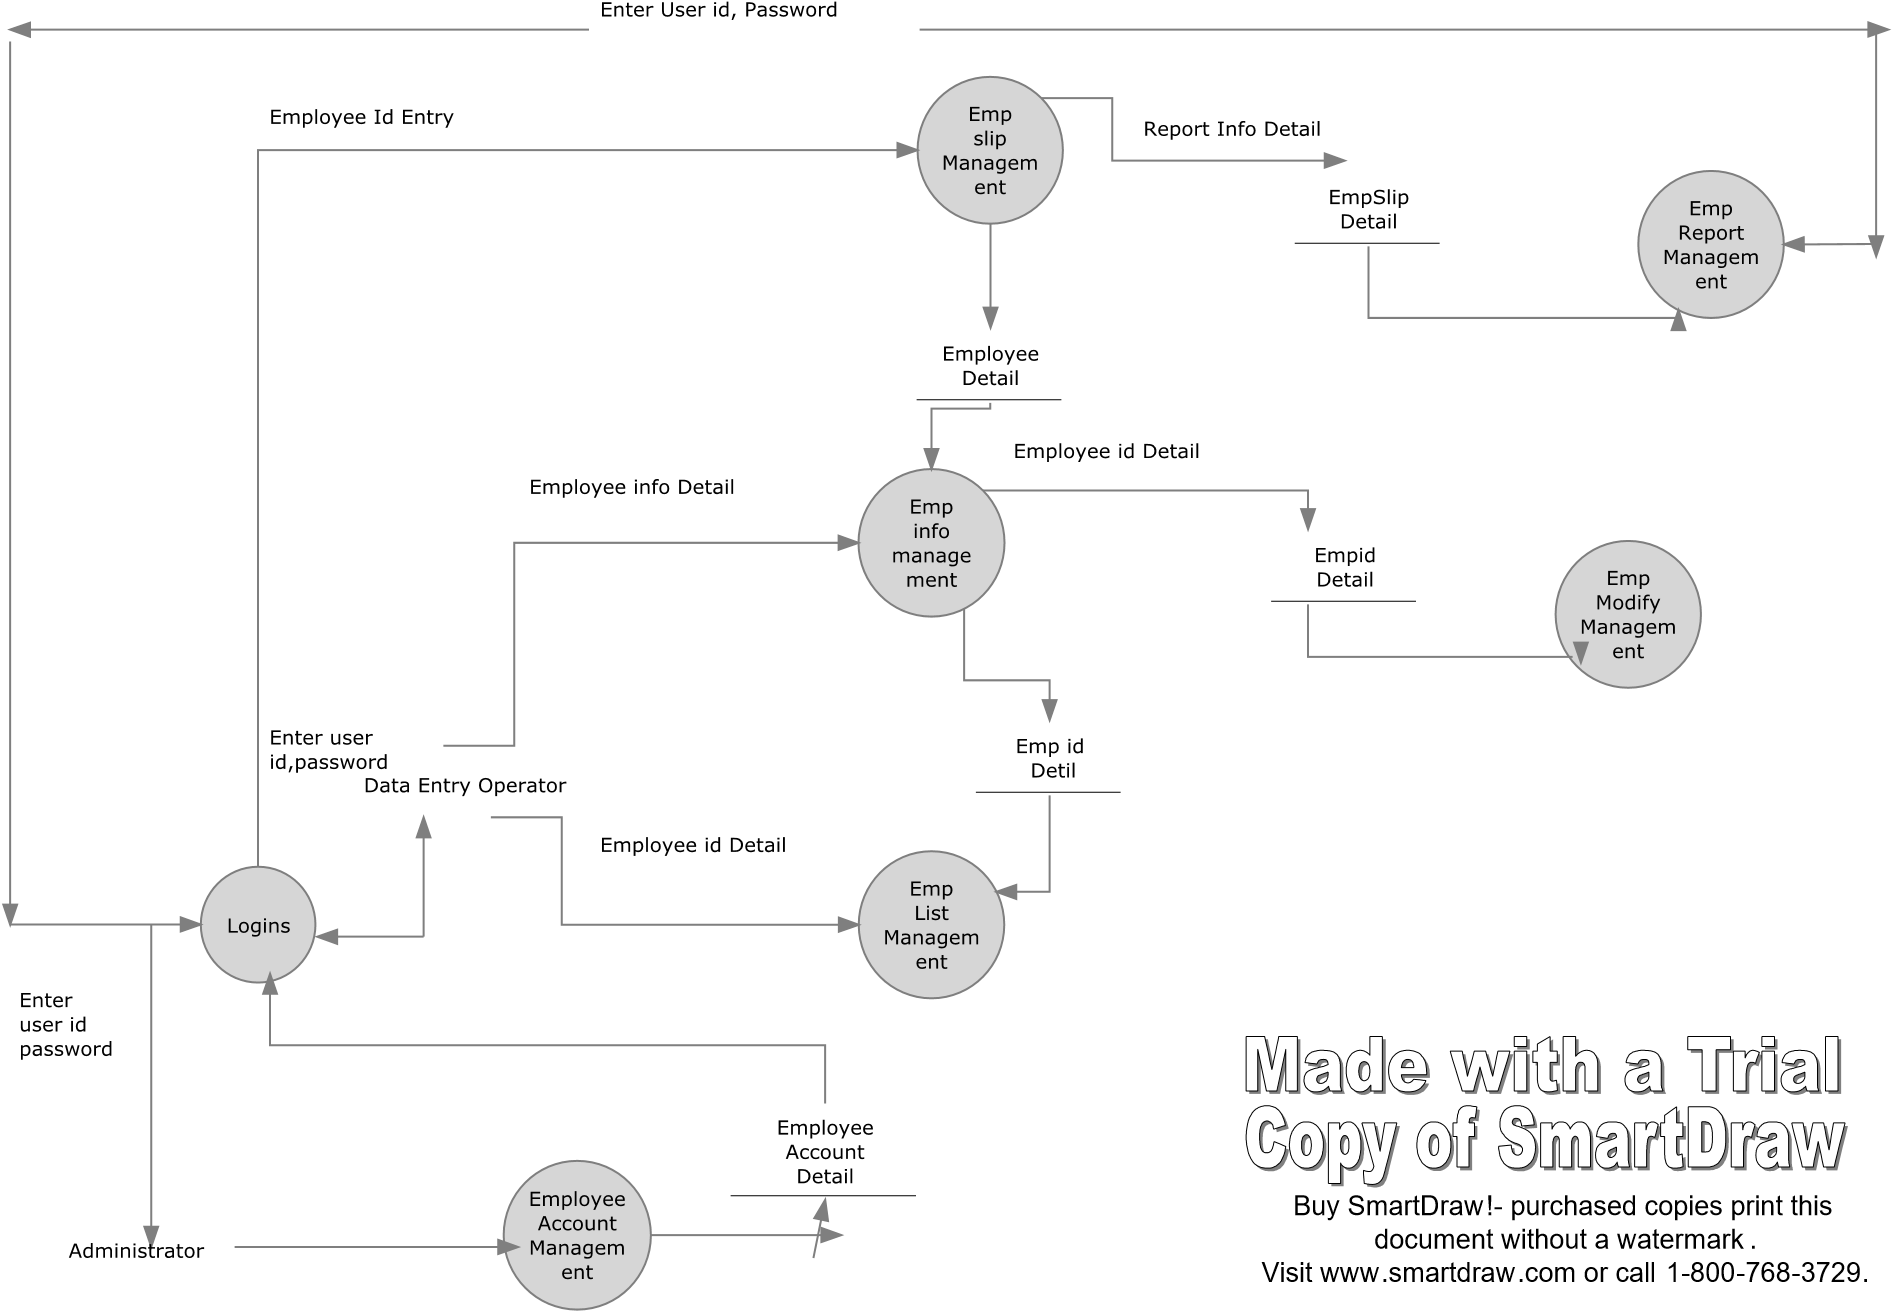 Enter User id, Password
Employee Id Entry
Emp
slip
Managem
ent
Report Info Detail
EmpSlip
Detail
Emp
Report
Managem
ent
Employee
Detail
Employee id Detail
Employee info Detail
Emp
info
manage
ment
Empid
Detail
Emp
Modify
Managem
ent
Enter user
id,password
Data Entry Operator
Emp id
Detil
Employee id Detail
Emp
List
Managem
ent
Logins
Enter
user id
password
Employee
Account
Detail
Employee
Account
Managem
ent
Administrator
Made with a Trial
Copy of SmartDraw
Buy SmartDraw!- purchased copies print this
document without a watermark .
Visit www.smartdraw.com or call 1-800-768-3729.